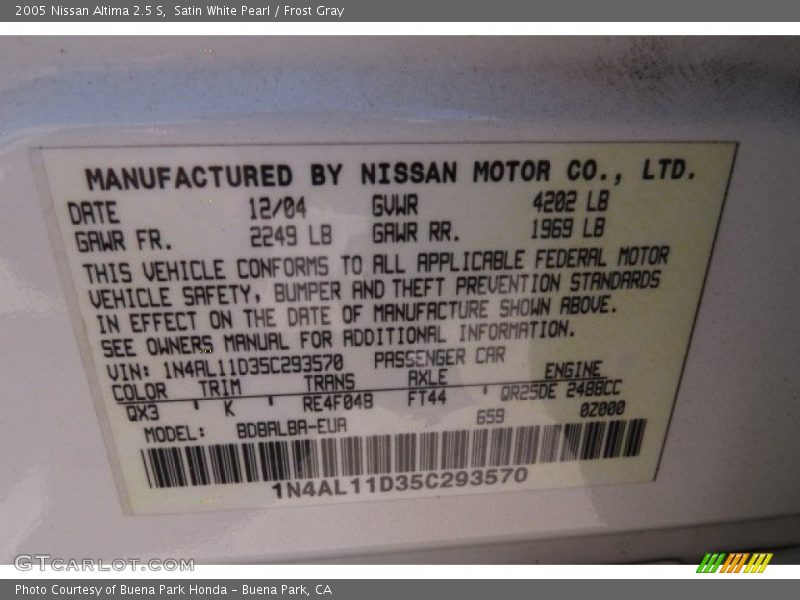 2005 Nissan Altima 2.5 S, Satin White Pearl / Frost Gray
MANUFACTURED BY NISSAN MOTOR CO., LTD.
DATE 12/04 GVWR 4202 LB
GAWR FR. 2249 LB GAWR RR. 1969 LB
THIS VEHICLE CONFORMS TO ALL APPLICABLE FEDERAL MOTOR
VEHICLE SAFETY, BUMPER AND THEFT PREVENTION STANDARDS
IN EFFECT ON THE DATE OF MANUFACTURE SHOWN ABOVE.
SEE OWNERS MANUAL FOR ADDITIONAL INFORMATION.
VIN: 1N4AL11D35C293570 PASSENGER CAR
COLOR TRIM TRANS AXLE ENGINE
QX3 K RE4F04B FT44 QR25DE 2488CC
MODEL: BDBALBA-EUA 659 0Z000
1N4AL11D35C293570
GTCARLOT.COM
Photo Courtesy of Buena Park Honda - Buena Park, CA